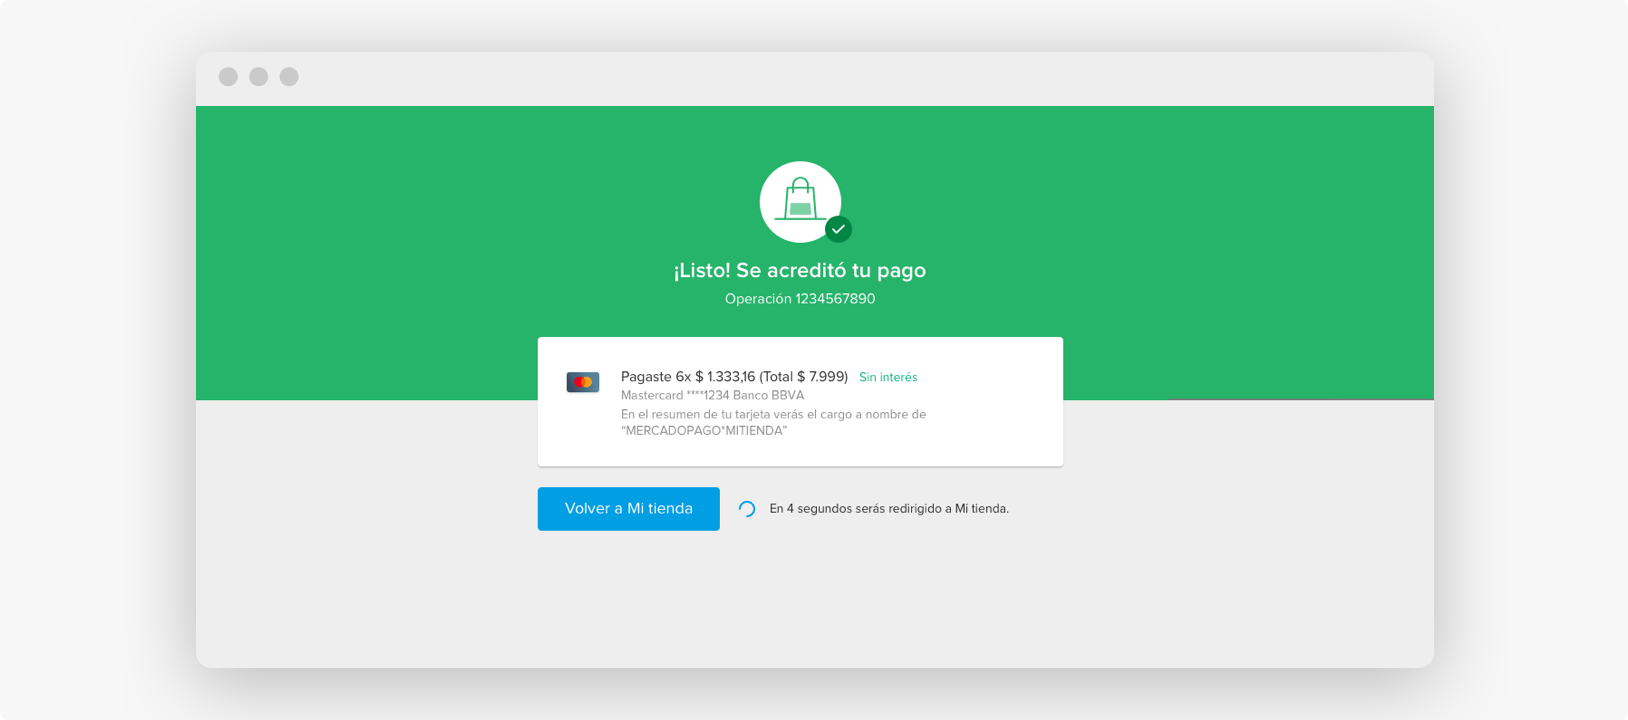 ¡Listo! Se acreditó tu pago
Operación 1234567890
Pagaste 6x $ 1.333,16 (Total $ 7.999) Sin interés
Mastercard ****1234 Banco BBVA
En el resumen de tu tarjeta verás el cargo a nombre de
“MERCADOPAGO*MITIENDA”
Volver a Mi tienda
En 4 segundos serás redirigido a Mi tienda.